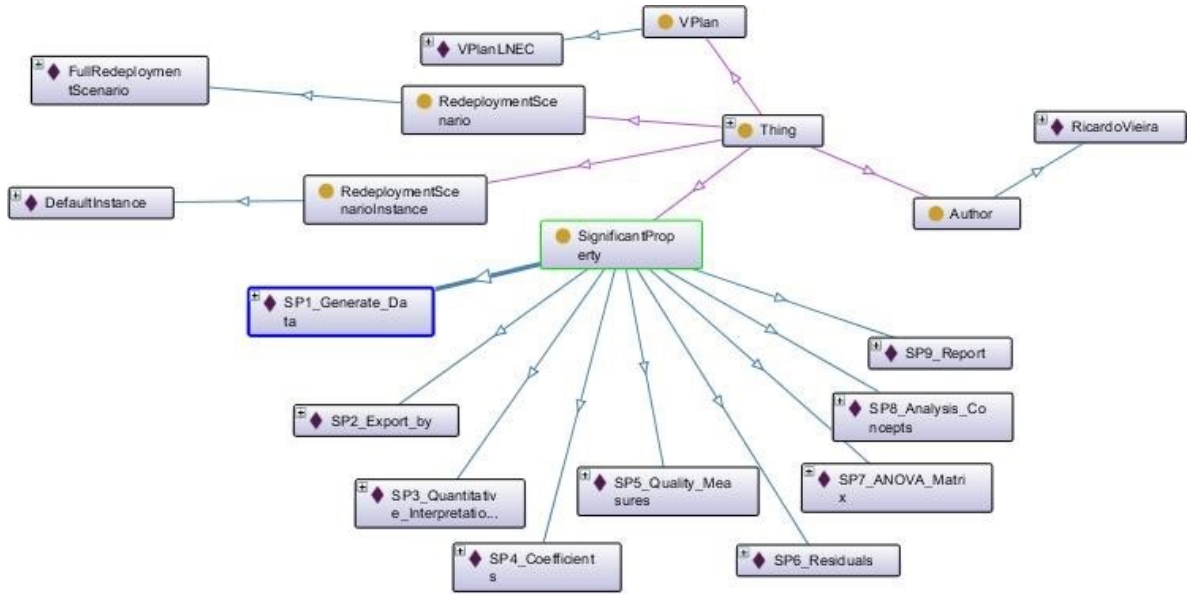 VPlan
VPlanLNEC
FullRedeploymen
tScenario
RedeploymentSce
nario
Thing
RicardoVieira
RedeploymentSce
narioInstance
DefaultInstance
Author
SignificantProp
erty
SP1_Generate_Da
ta
SP9_Report
SP2_Export_by
SP8_Analysis_Co
ncepts
SP3_Quantitativ
e_Interpretatio...
SP5_Quality_Mea
sures
SP7_ANOVA_Matri
x
SP4_Coefficient
s
SP6_Residuals